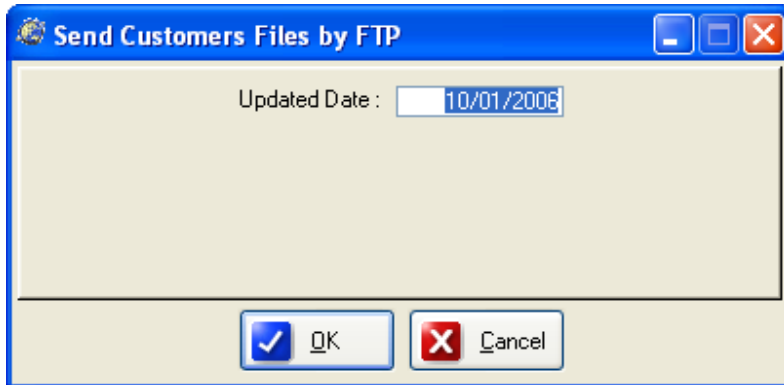 Send Customers Files by FTP
Updated Date : 10/01/2006
OK Cancel